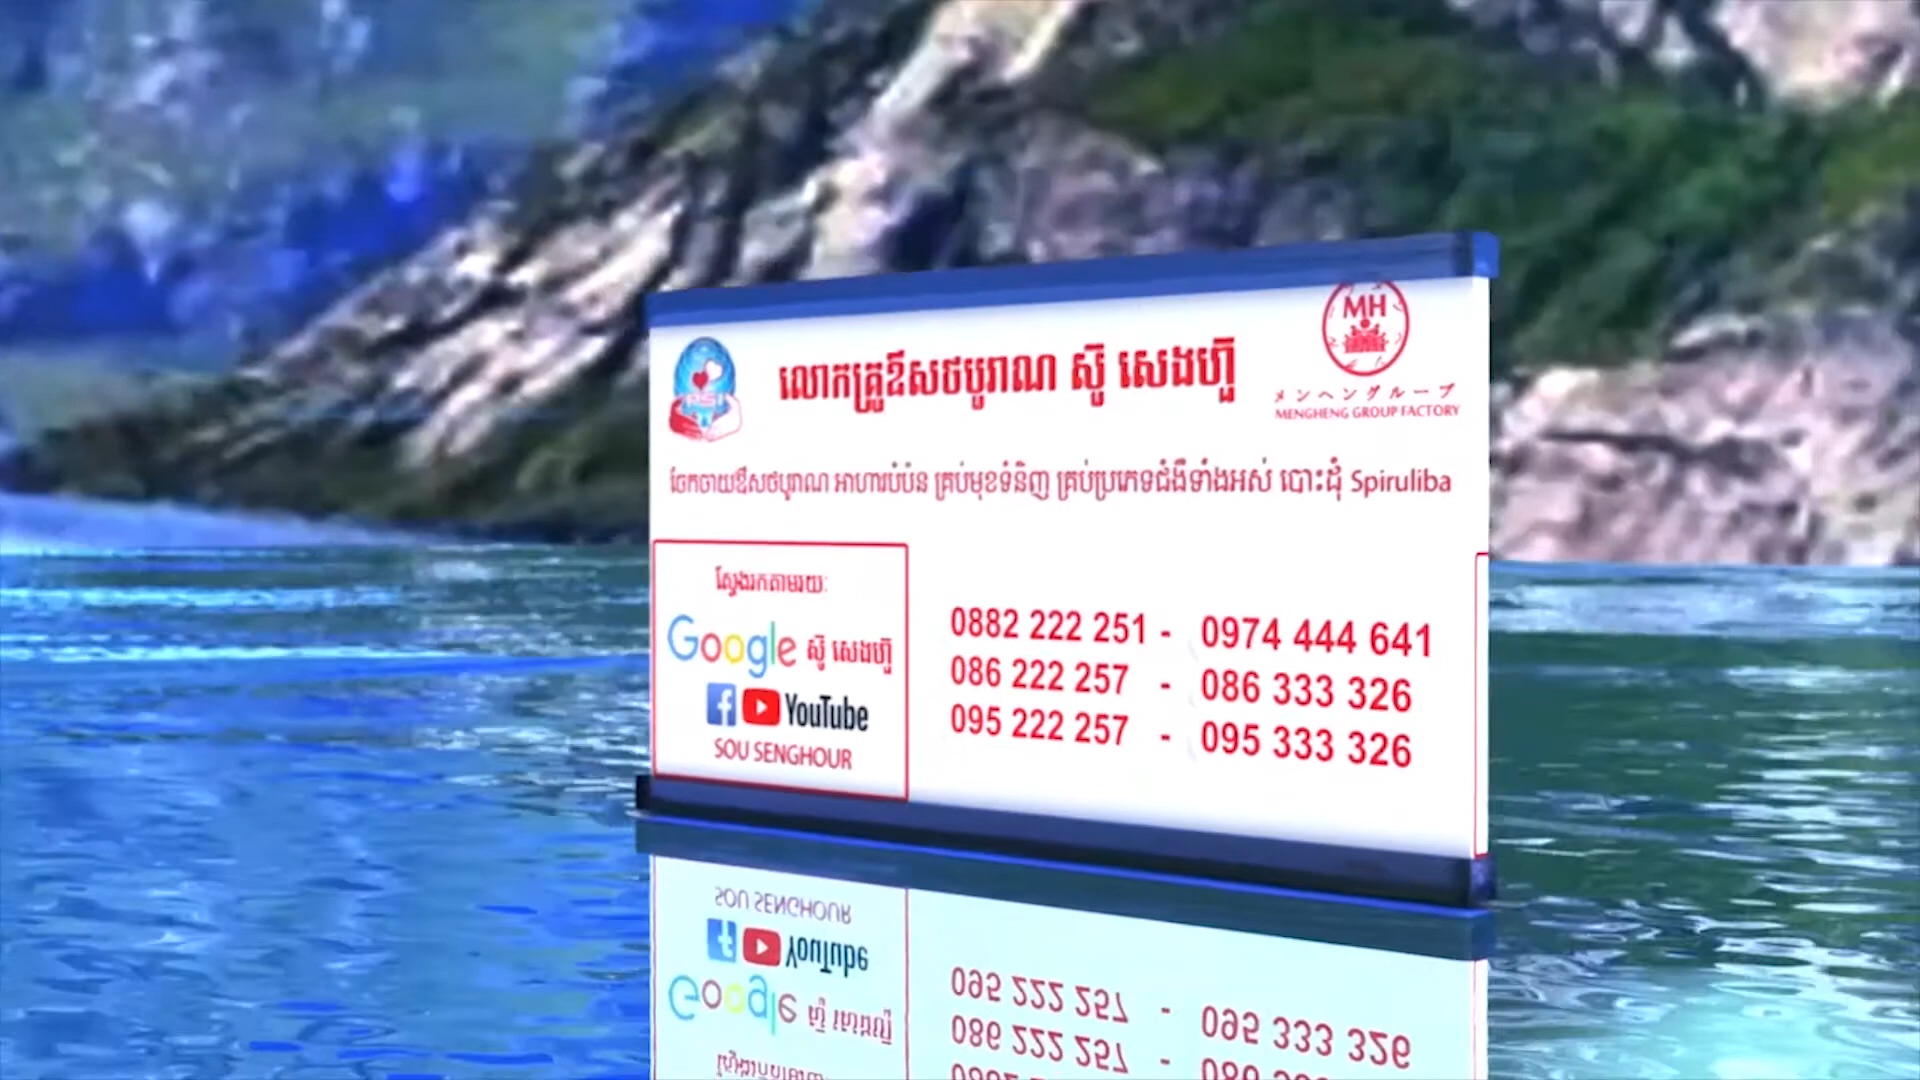 PSI
លោកគ្រូឱសថបូរាណ ស៊ូ សេងហ៊ួ
MH
メンヘングループ
MENGHENG GROUP FACTORY
ចែកចាយឱសថបូរាណ អាហារបំប៉ន គ្រប់មុខទំនិញ គ្រប់ប្រភេទជំងឺទាំងអស់ បោះដុំ Spiruliba
ស្វែងរកតាមរយៈ
Google ស៊ូ សេងហ៊ួ
YouTube
SOU SENGHOUR
0882 222 251 - 0974 444 641
086 222 257 - 086 333 326
095 222 257 - 095 333 326